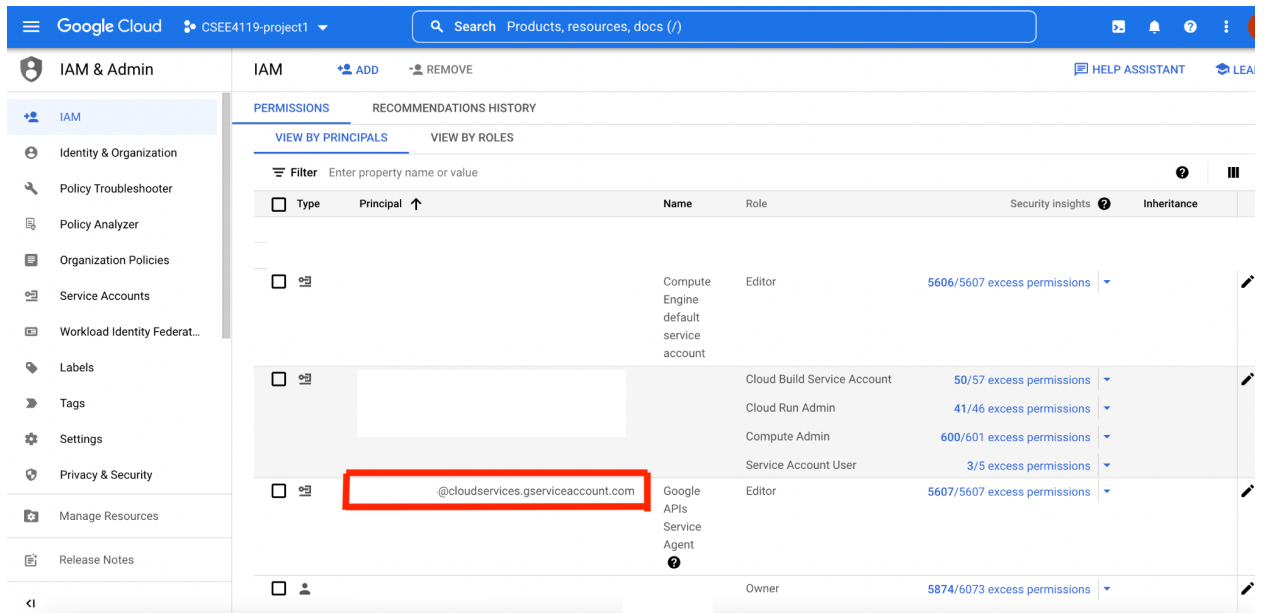 Google Cloud CSEE4119-project1 Search Products, resources, docs (/)
IAM & Admin
IAM ADD REMOVE HELP ASSISTANT
PERMISSIONS RECOMMENDATIONS HISTORY
VIEW BY PRINCIPALS VIEW BY ROLES
Filter Enter property name or value
Type Principal Name Role Security insights Inheritance
IAM
Identity & Organization
Policy Troubleshooter
Policy Analyzer
Organization Policies
Service Accounts
Workload Identity Federat...
Labels
Tags
Settings
Privacy & Security
Manage Resources
Release Notes
Compute Editor 5606/5607 excess permissions
Engine
default
service
account
Cloud Build Service Account 50/57 excess permissions
Cloud Run Admin 41/46 excess permissions
Compute Admin 600/601 excess permissions
Service Account User 3/5 excess permissions
@cloudservices.gserviceaccount.com Google Editor 5607/5607 excess permissions
APIs
Service
Agent
Owner 5874/6073 excess permissions